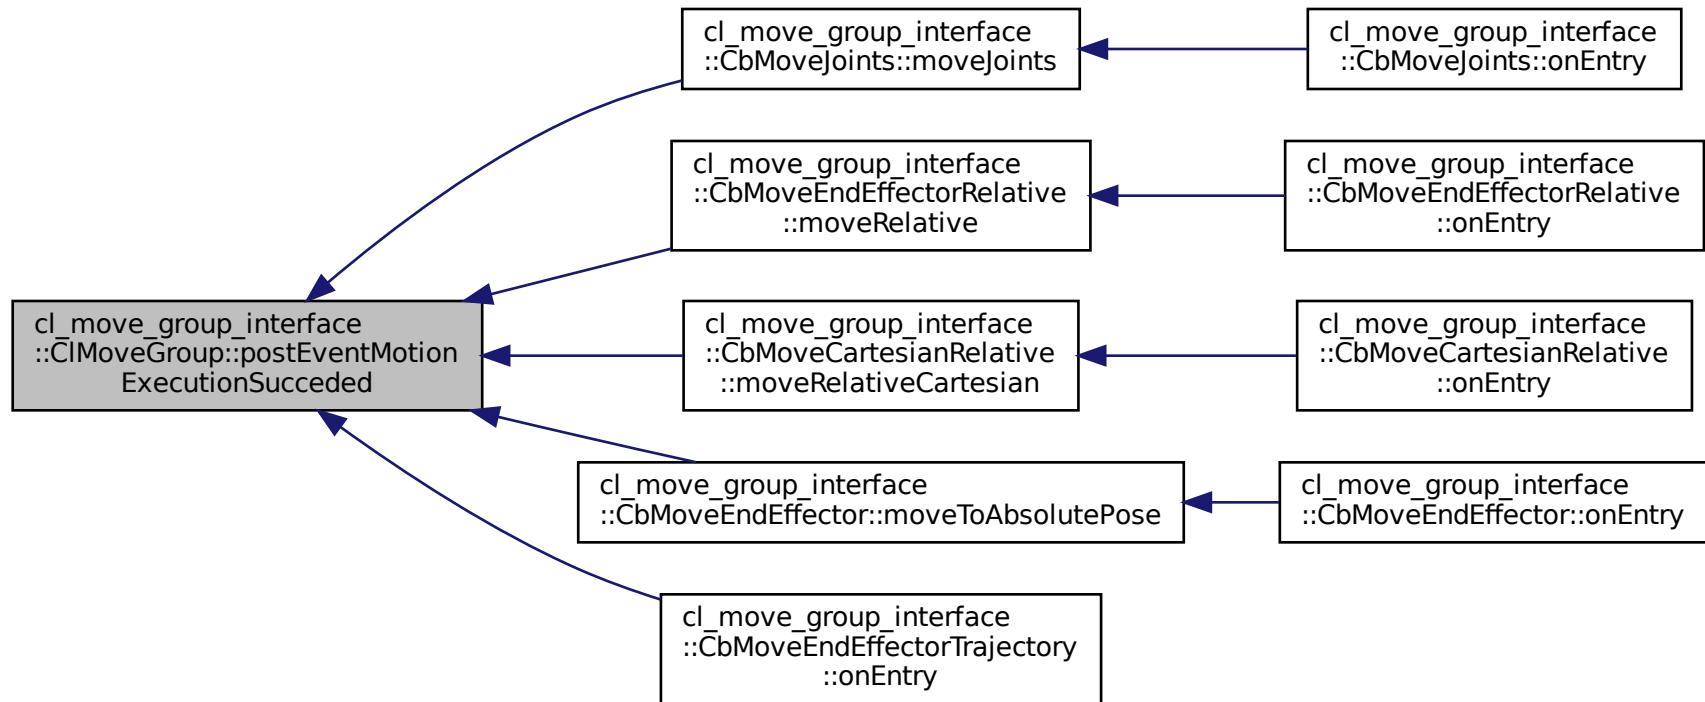 cl_move_group_interface
::CbMoveJoints::moveJoints
cl_move_group_interface
::CbMoveJoints::onEntry
cl_move_group_interface
::CbMoveEndEffectorRelative
::moveRelative
cl_move_group_interface
::CbMoveEndEffectorRelative
::onEntry
cl_move_group_interface
::ClMoveGroup::postEventMotion
ExecutionSucceded
cl_move_group_interface
::CbMoveCartesianRelative
::moveRelativeCartesian
cl_move_group_interface
::CbMoveCartesianRelative
::onEntry
cl_move_group_interface
::CbMoveEndEffector::moveToAbsolutePose
cl_move_group_interface
::CbMoveEndEffector::onEntry
cl_move_group_interface
::CbMoveEndEffectorTrajectory
::onEntry